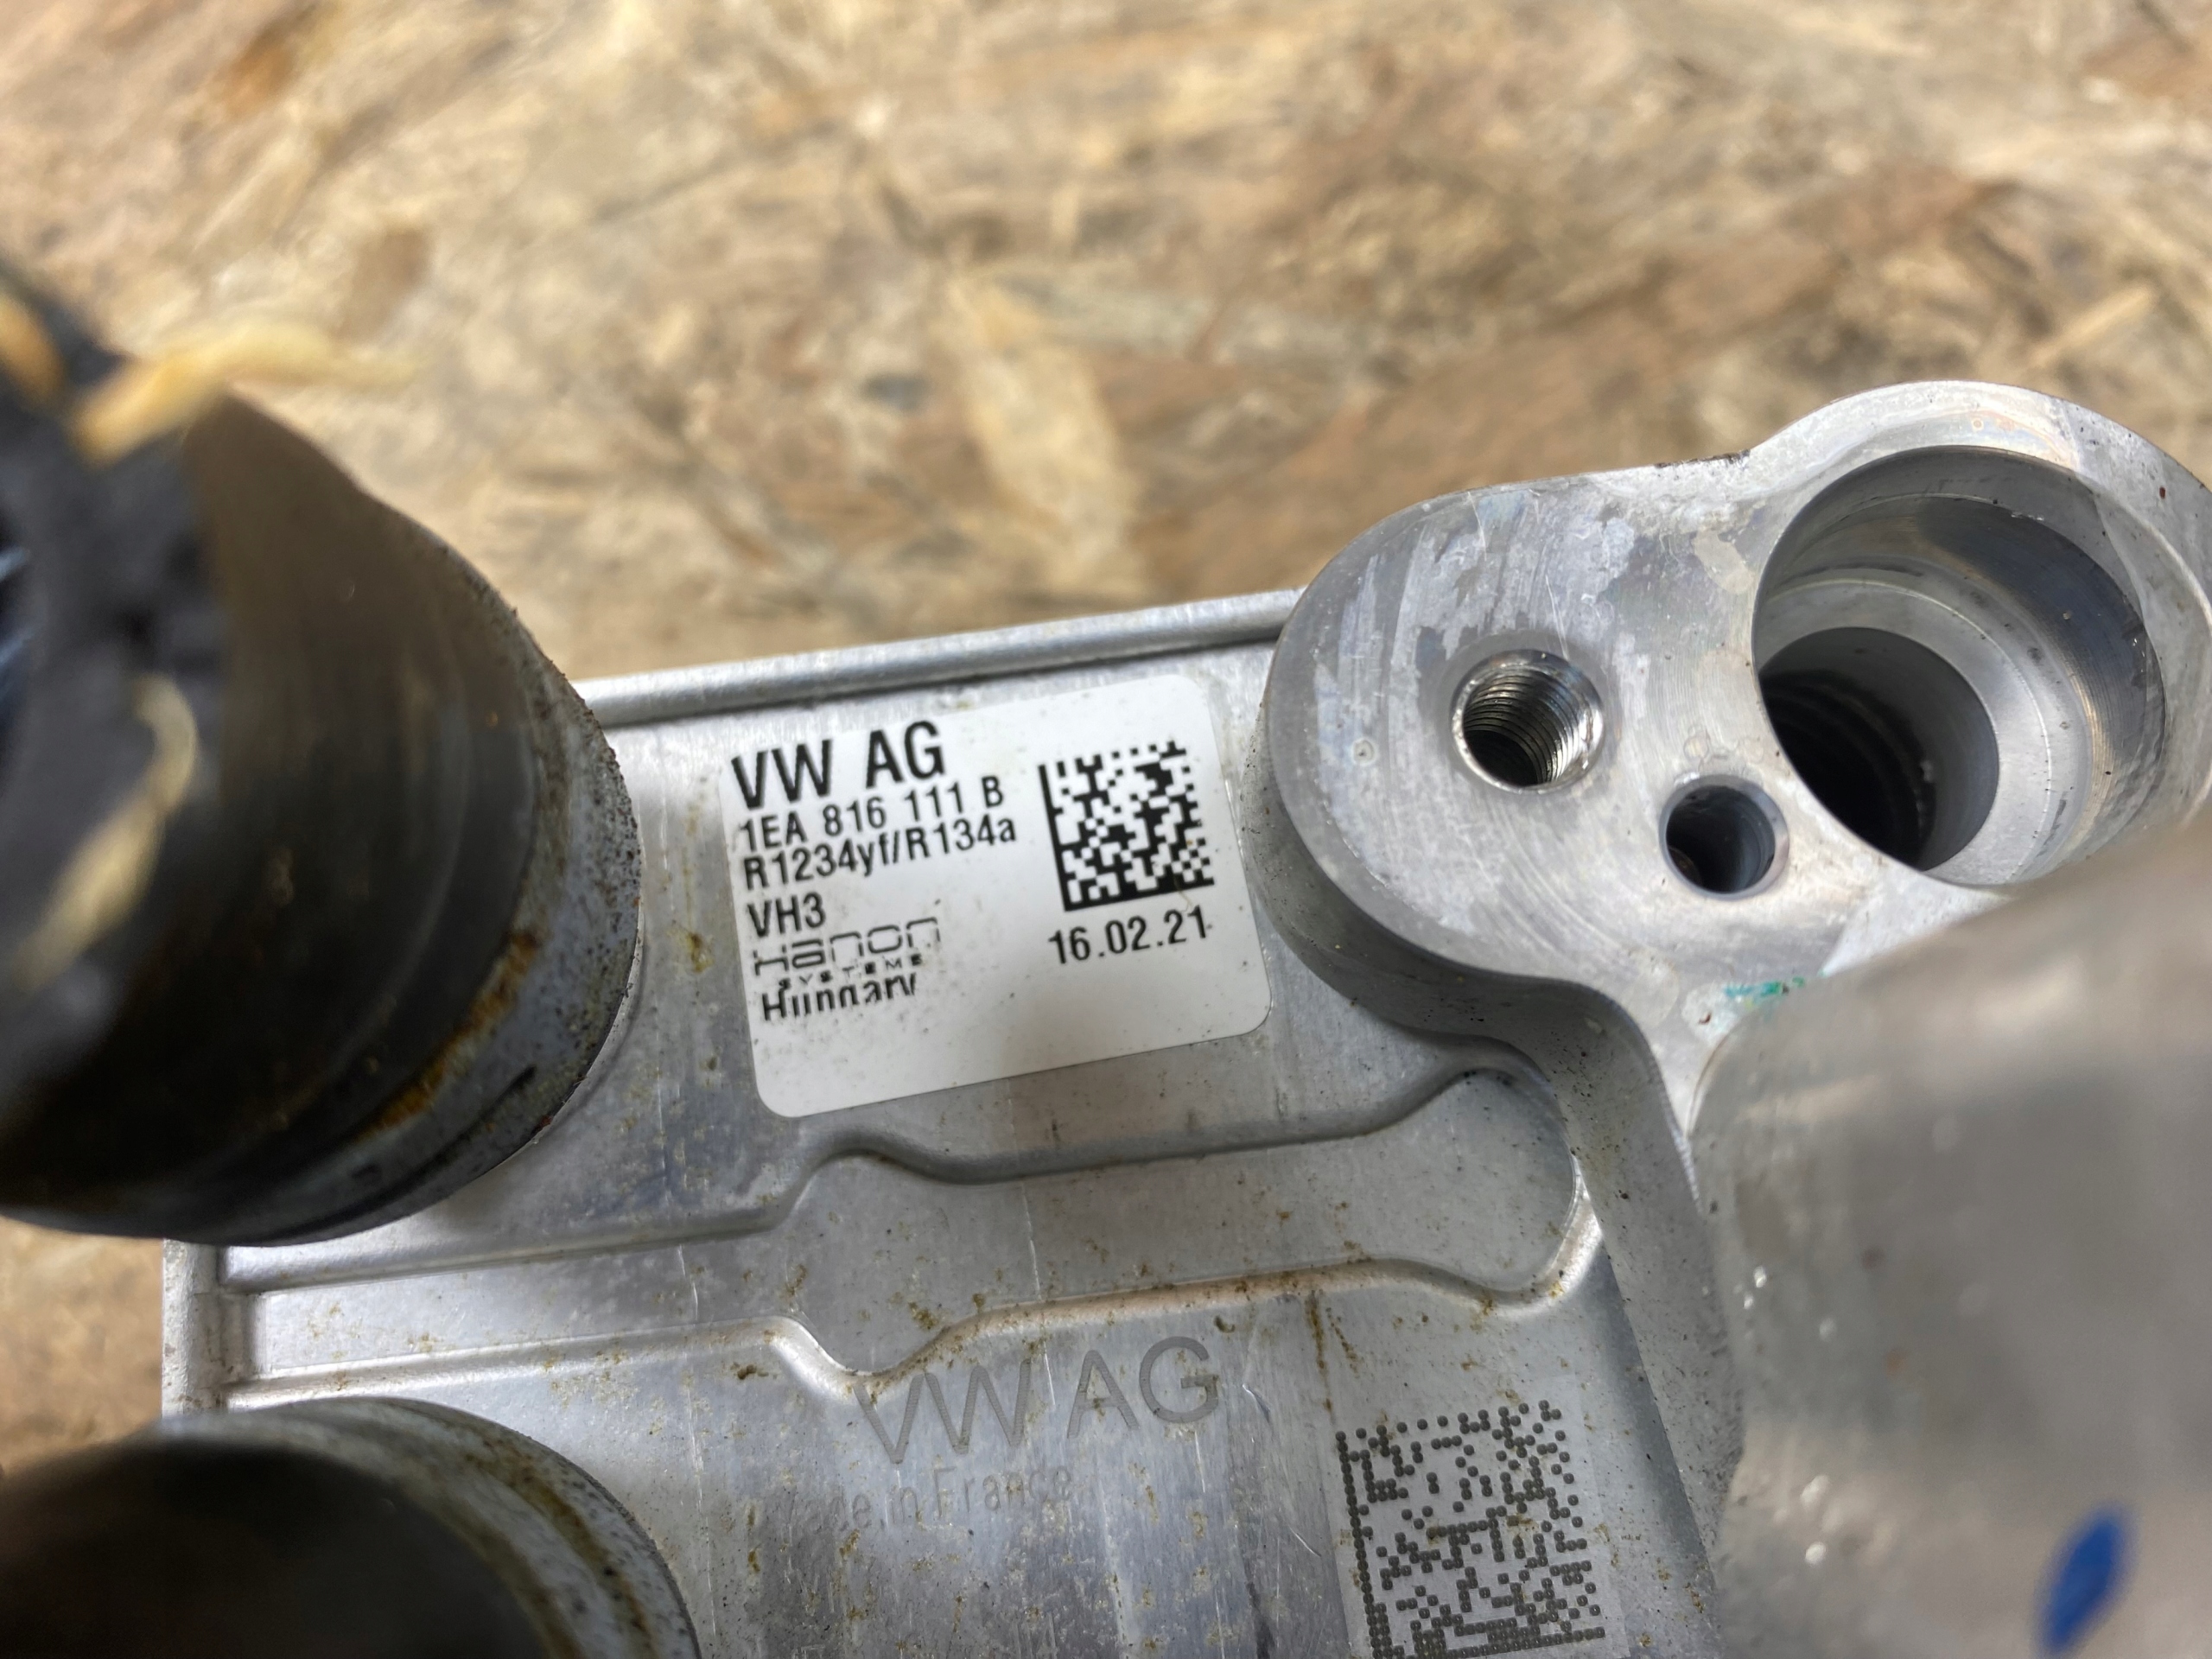 VW AG
1EA 816 111 B
R1234yf/R134a
VH3
Hanon
SYSTEMS
Hungary
16.02.21
VW AG
Made in France